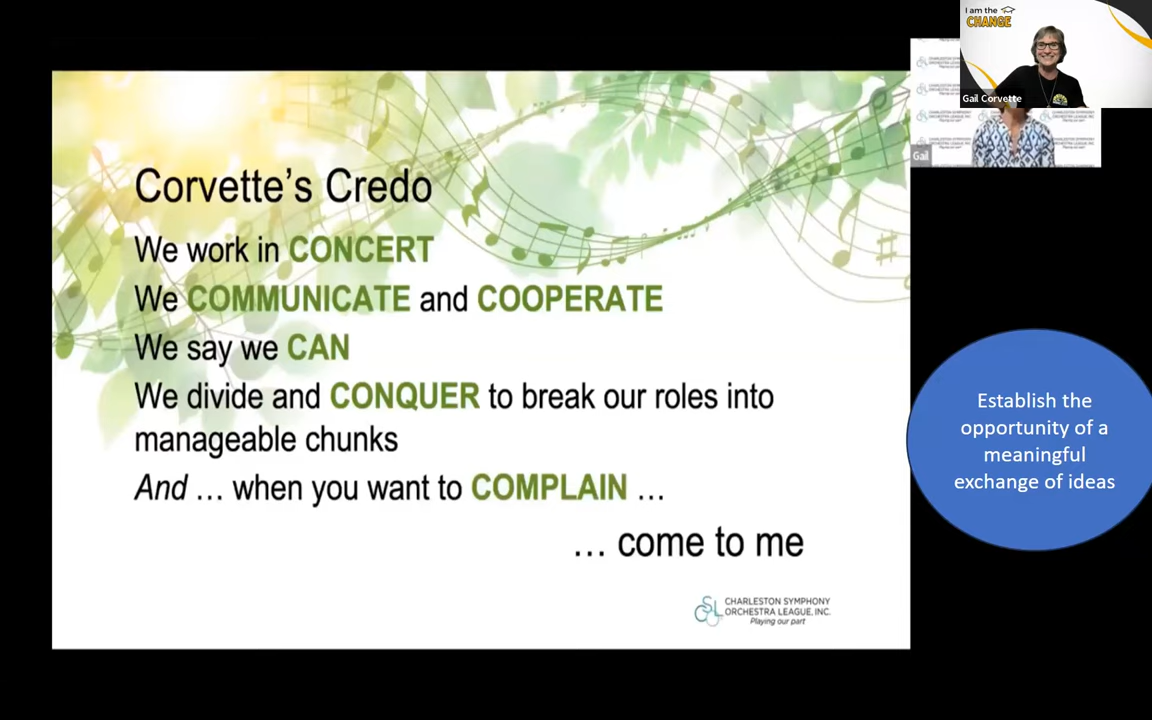 I am the
CHANGE
Gail Corvette
Gail
Corvette's Credo
We work in CONCERT
We COMMUNICATE and COOPERATE
We say we CAN
We divide and CONQUER to break our roles into
manageable chunks
And … when you want to COMPLAIN …
… come to me
CSOL
CHARLESTON SYMPHONY
ORCHESTRA LEAGUE, INC.
Playing our part
Establish the
opportunity of a
meaningful
exchange of ideas